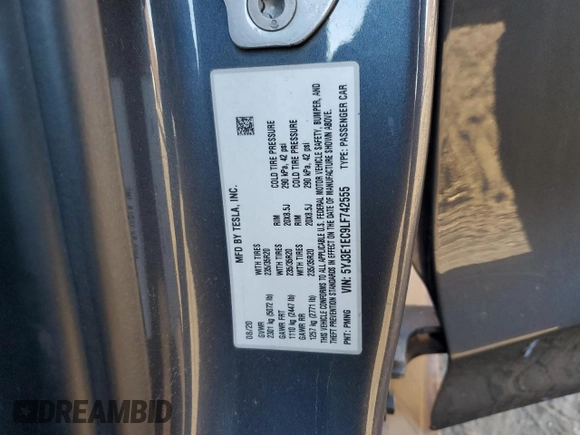 MFD BY TESLA, INC.
08/20
GVWR
2301 kg (5072 lb)
WITH TIRES
235/35R20
RIM
20X8.5J
COLD TIRE PRESSURE
290 kPa, 42 psi
GAWR FRT
1110 kg (2447 lb)
WITH TIRES
235/35R20
RIM
20X8.5J
COLD TIRE PRESSURE
290 kPa, 42 psi
GAWR RR
1257 kg (2771 lb)
THIS VEHICLE CONFORMS TO ALL APPLICABLE U.S. FEDERAL MOTOR VEHICLE SAFETY, BUMPER, AND
THEFT PREVENTION STANDARDS IN EFFECT ON THE DATE OF MANUFACTURE SHOWN ABOVE.
VIN: 5YJ3E1EC9LF742555
TYPE: PASSENGER CAR
PAINT: PMNG
DREAMBID